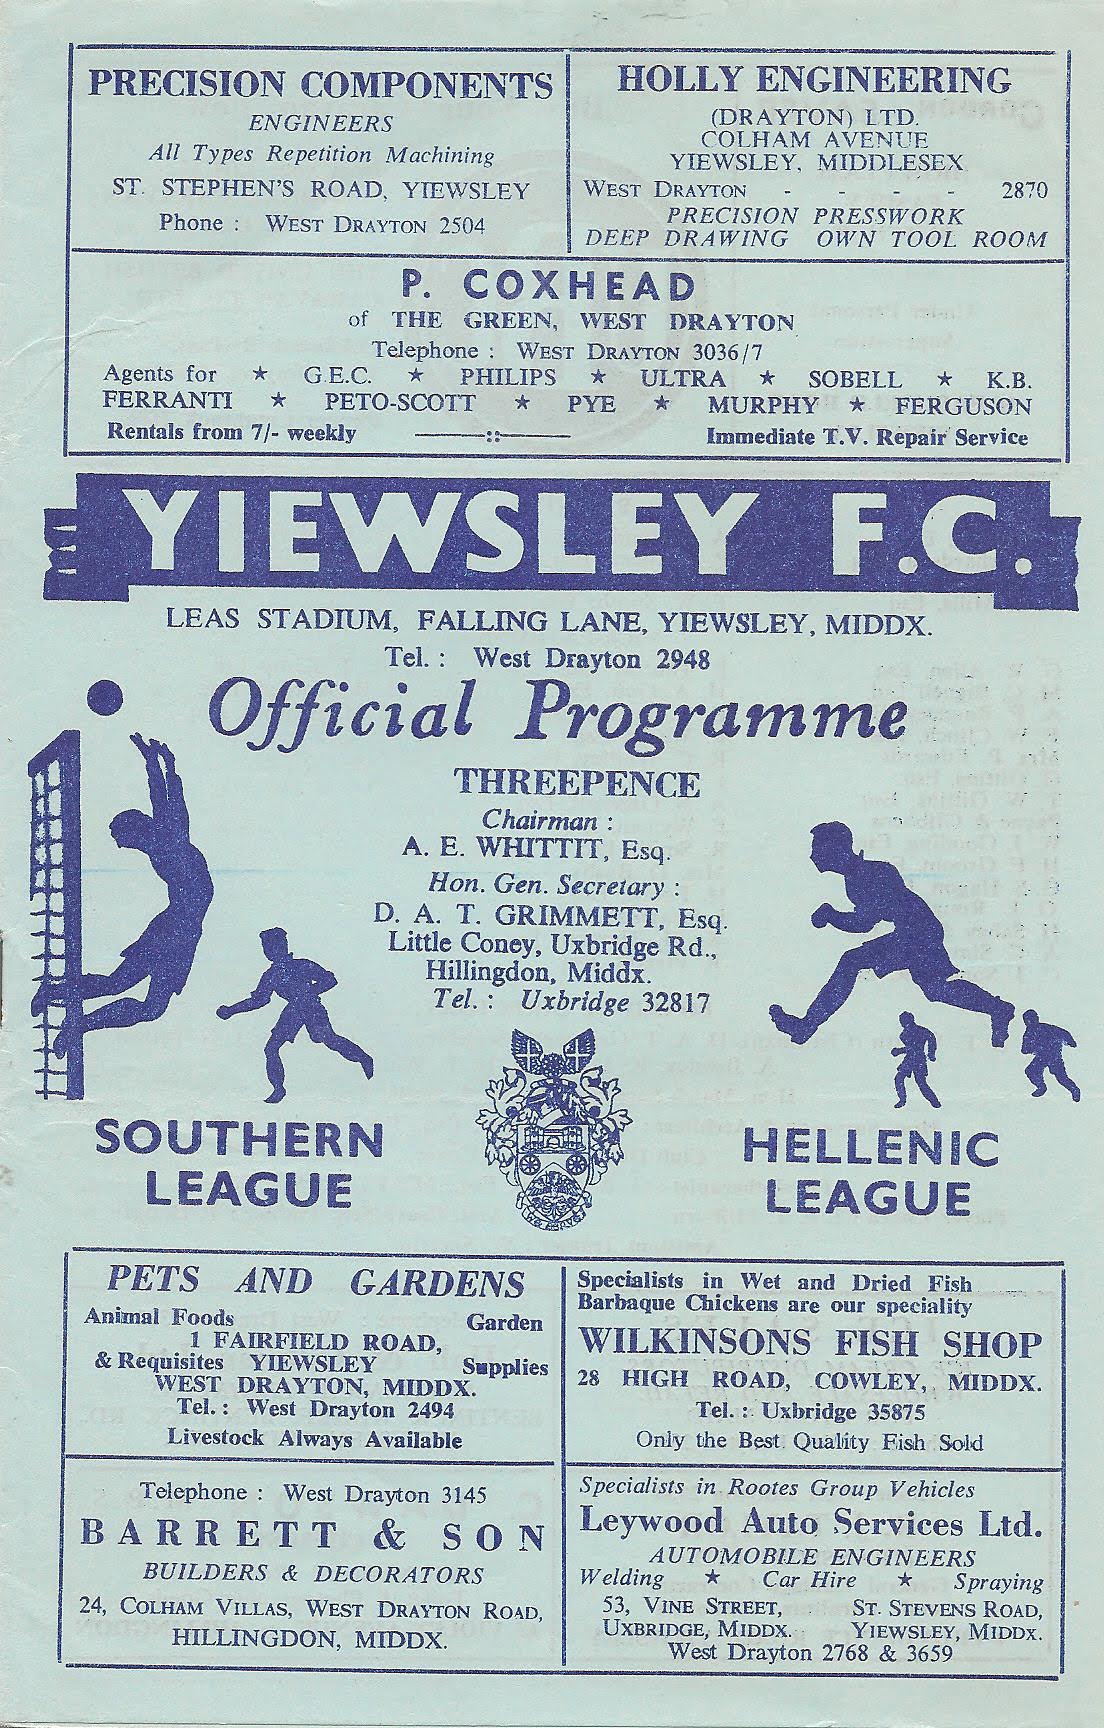 PRECISION COMPONENTS
ENGINEERS
All Types Repetition Machining
ST. STEPHEN'S ROAD, YIEWSLEY
Phone : WEST DRAYTON 2504
HOLLY ENGINEERING
(DRAYTON) LTD.
COLHAM AVENUE
YIEWSLEY, MIDDLESEX
WEST DRAYTON - - - - 2870
PRECISION PRESSWORK
DEEP DRAWING OWN TOOL ROOM
P. COXHEAD
of THE GREEN, WEST DRAYTON
Telephone : WEST DRAYTON 3036/7
Agents for ★ G.E.C. ★ PHILIPS ★ ULTRA ★ SOBELL ★ K.B.
FERRANTI ★ PETO-SCOTT ★ PYE ★ MURPHY ★ FERGUSON
Rentals from 7/- weekly
Immediate T.V. Repair Service
YIEWSLEY F.C.
LEAS STADIUM, FALLING LANE, YIEWSLEY, MIDDX.
Tel. : West Drayton 2948
Official Programme
THREEPENCE
Chairman :
A. E. WHITTIT, Esq.
Hon. Gen. Secretary :
D. A. T. GRIMMETT, Esq.
Little Coney, Uxbridge Rd.,
Hillingdon, Middx.
Tel. : Uxbridge 32817
SOUTHERN
LEAGUE
HELLENIC
LEAGUE
PETS AND GARDENS
Animal Foods Garden
1 FAIRFIELD ROAD,
& Requisites YIEWSLEY Supplies
WEST DRAYTON, MIDDX.
Tel. : West Drayton 2494
Livestock Always Available
Specialists in Wet and Dried Fish
Barbaque Chickens are our speciality
WILKINSONS FISH SHOP
28 HIGH ROAD, COWLEY, MIDDX.
Tel. : Uxbridge 35875
Only the Best Quality Fish Sold
Telephone : West Drayton 3145
BARRETT & SON
BUILDERS & DECORATORS
24, COLHAM VILLAS, WEST DRAYTON ROAD,
HILLINGDON, MIDDX.
Specialists in Rootes Group Vehicles
Leywood Auto Services Ltd.
AUTOMOBILE ENGINEERS
Welding ★ Car Hire ★ Spraying
53, VINE STREET, ST. STEVENS ROAD,
UXBRIDGE, MIDDX. YIEWSLEY, MIDDX.
West Drayton 2768 & 3659